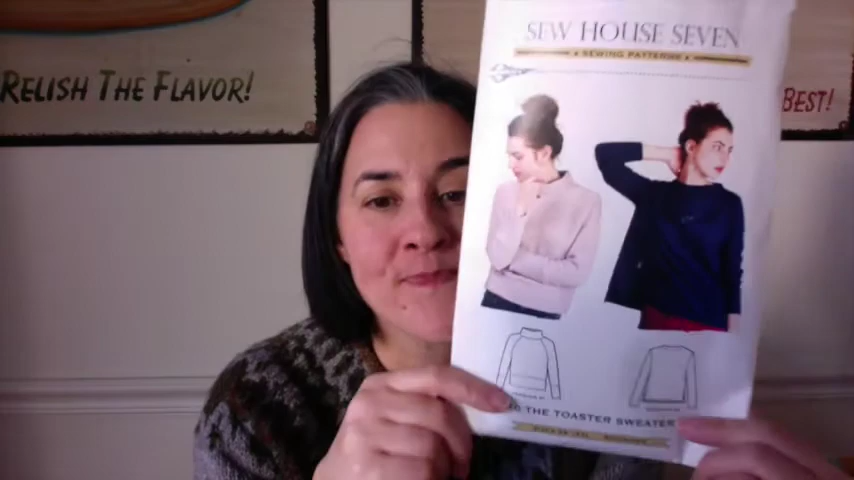 RELISH THE FLAVOR!
BEST!
SEW HOUSE SEVEN
SEWING PATTERNS
THE TOASTER SWEATER